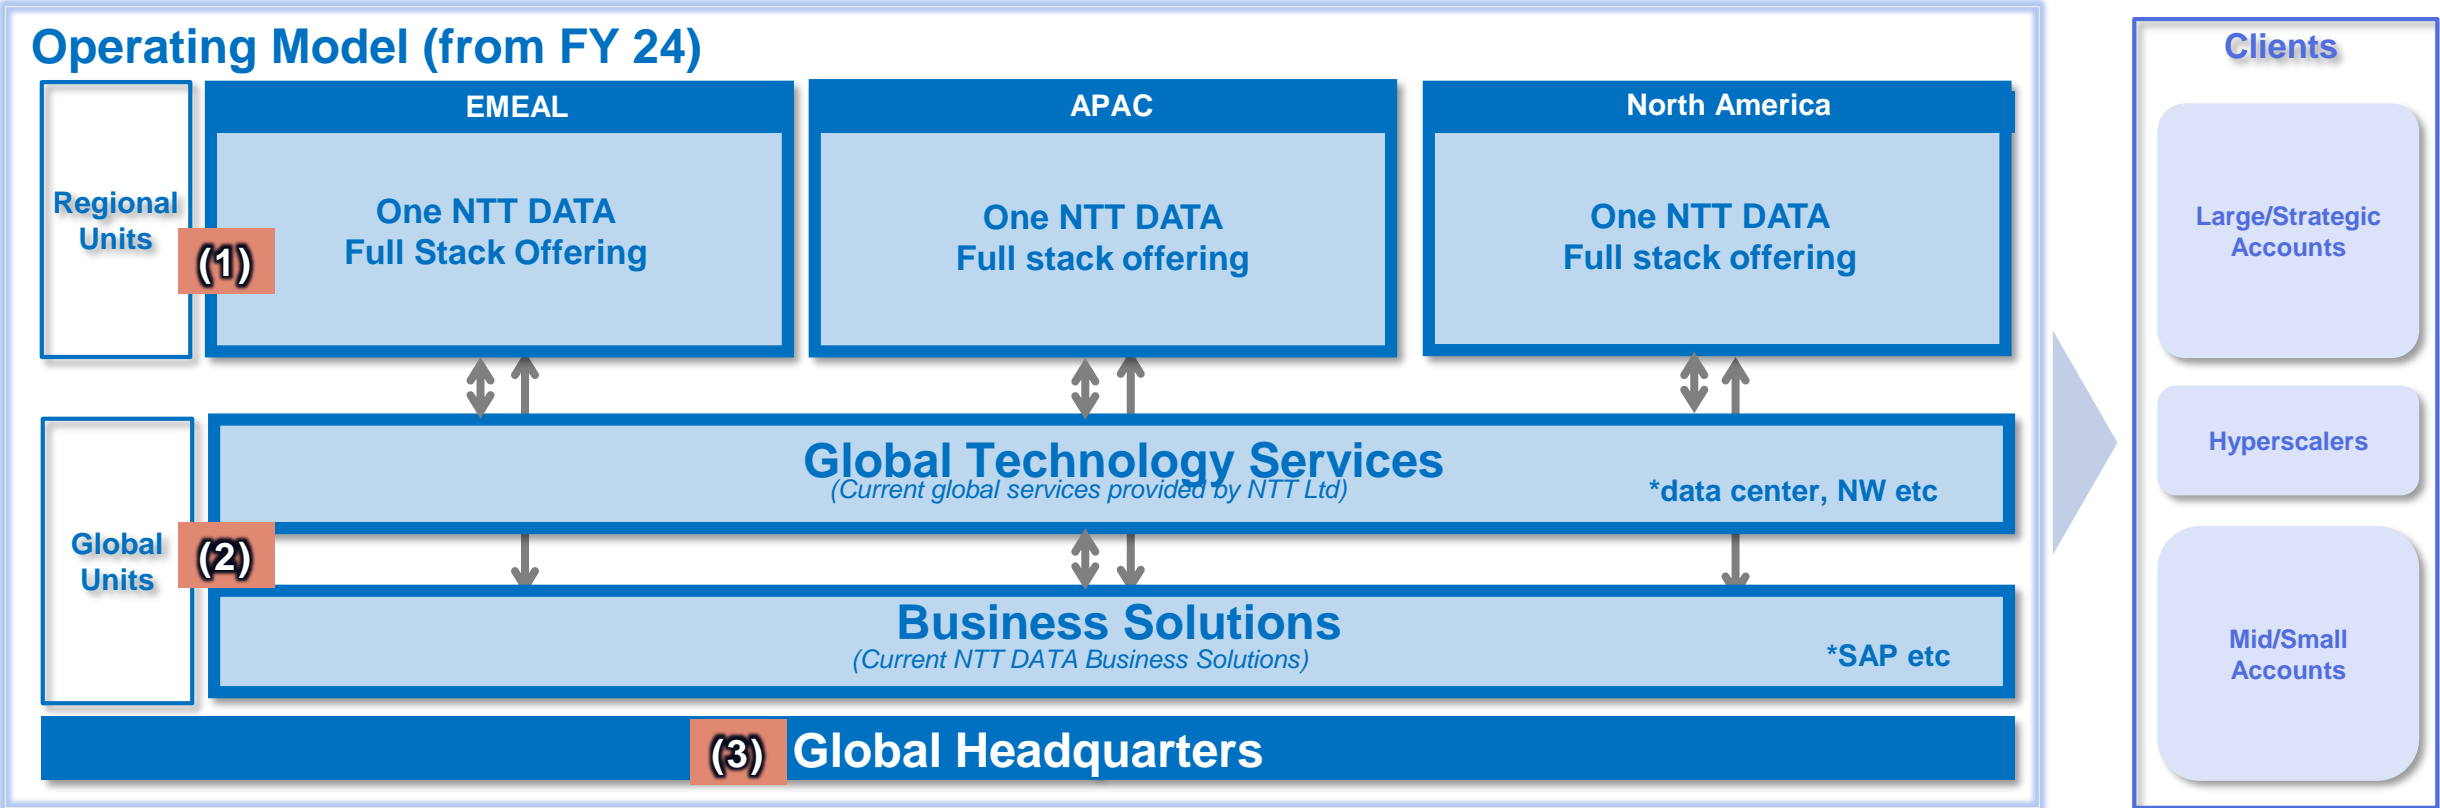 Operating Model (from FY 24)
Regional
Units
(1)
EMEAL
One NTT DATA
Full Stack Offering
APAC
One NTT DATA
Full stack offering
North America
One NTT DATA
Full stack offering
Global
Units
(2)
Global Technology Services
(Current global services provided by NTT Ltd)
*data center, NW etc
Business Solutions
(Current NTT DATA Business Solutions)
*SAP etc
(3) Global Headquarters
Clients
Large/Strategic
Accounts
Hyperscalers
Mid/Small
Accounts